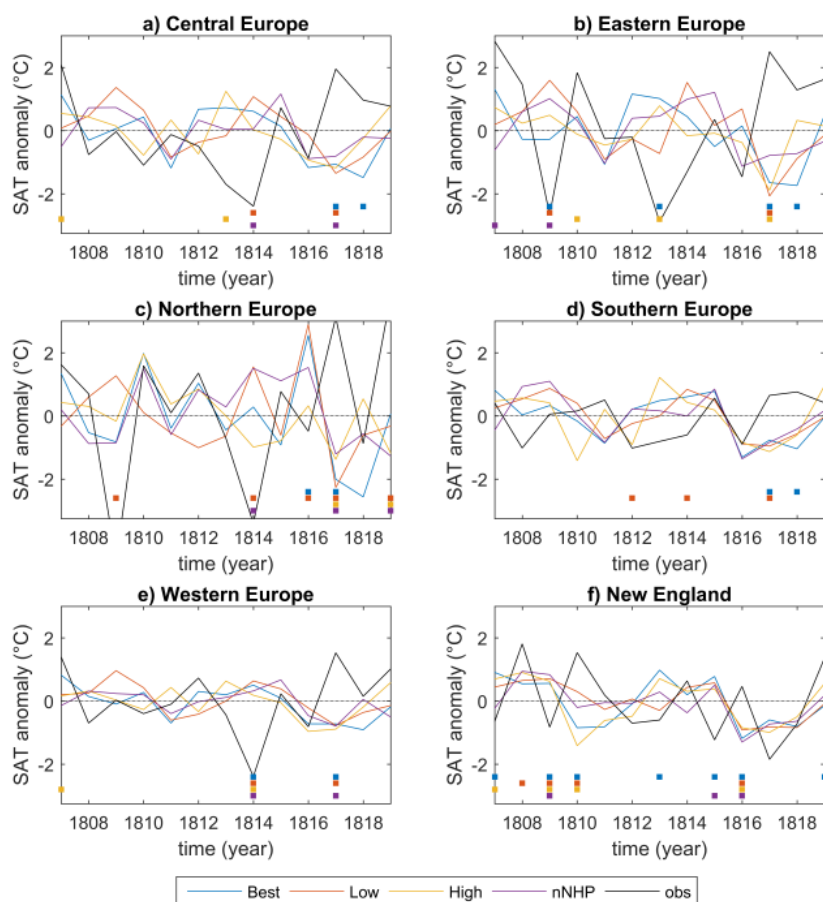 a) Central Europe
SAT anomaly (°C)
2
0
-2
1808 1810 1812 1814 1816 1818
time (year)
b) Eastern Europe
SAT anomaly (°C)
2
0
-2
1808 1810 1812 1814 1816 1818
time (year)
c) Northern Europe
SAT anomaly (°C)
2
0
-2
1808 1810 1812 1814 1816 1818
time (year)
d) Southern Europe
SAT anomaly (°C)
2
0
-2
1808 1810 1812 1814 1816 1818
time (year)
e) Western Europe
SAT anomaly (°C)
2
0
-2
1808 1810 1812 1814 1816 1818
time (year)
f) New England
SAT anomaly (°C)
2
0
-2
1808 1810 1812 1814 1816 1818
time (year)
Best Low High nNHP obs